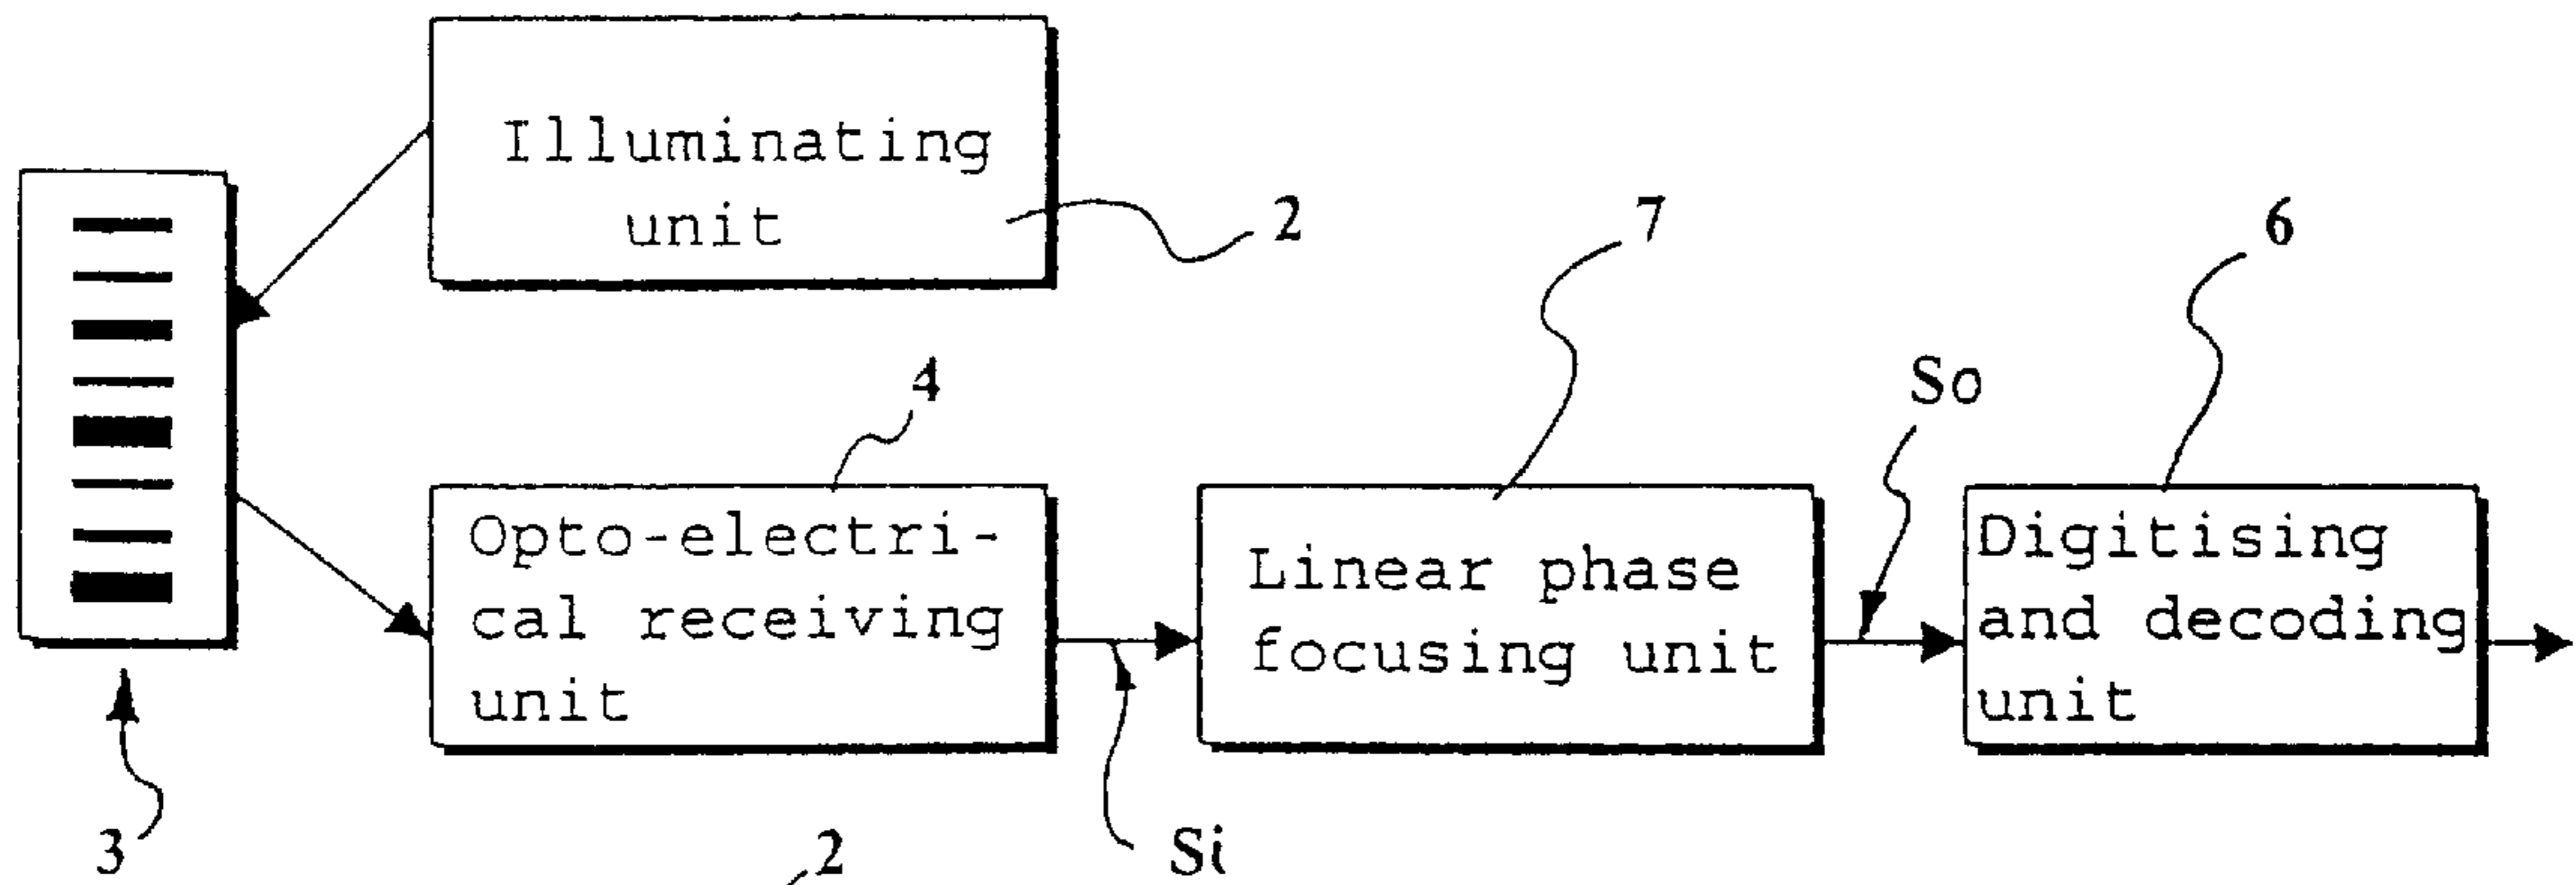 Illuminating
unit
2
7
6
4
So
Opto-electri-
cal receiving
unit
Linear phase
focusing unit
Digitising
and decoding
unit
3
2
Si